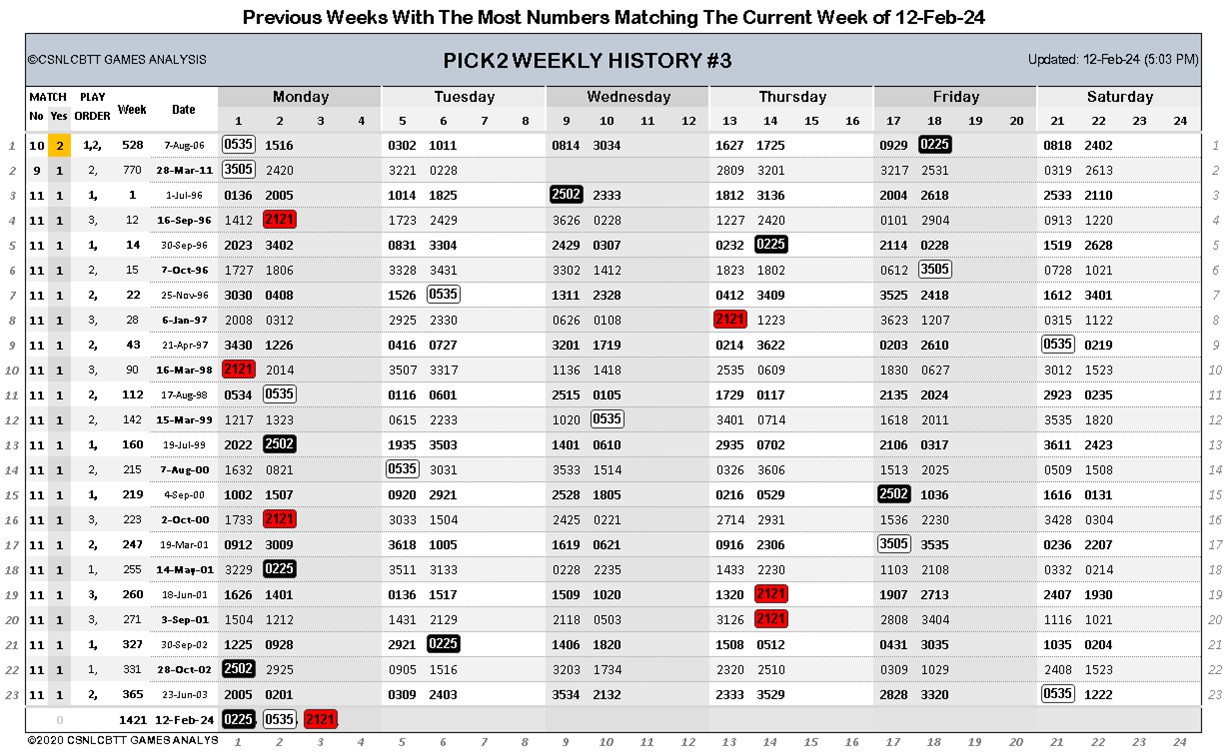 Previous Weeks With The Most Numbers Matching The Current Week of 12-Feb-24
©CSNLCBTT GAMES ANALYSIS PICK2 WEEKLY HISTORY #3 Updated: 12-Feb-24 (5:03 PM)
MATCH PLAY Week Date Monday Tuesday Wednesday Thursday Friday Saturday
No Yes ORDER 1 2 3 4 5 6 7 8 9 10 11 12 13 14 15 16 17 18 19 20 21 22 23 24
1 10 2 1,2, 528 7-Aug-06 0535 1516 0302 1011 0814 3034 1627 1725 0929 0225 0818 2402 1
2 9 1 2, 770 28-Mar-11 3505 2420 3221 0228 2809 3201 3217 2531 0319 2613 2
3 11 1 1, 1 1-Jul-96 0136 2005 1014 1825 2502 2333 1812 3136 2004 2618 2533 2110 3
4 11 1 3, 12 16-Sep-96 1412 2121 1723 2429 3626 0228 1227 2420 0101 2904 0913 1220 4
5 11 1 1, 14 30-Sep-96 2023 3402 0831 3304 2429 0307 0232 0225 2114 0228 1519 2628 5
6 11 1 2, 15 7-Oct-96 1727 1806 3328 3431 3302 1412 1823 1802 0612 3505 0728 1021 6
7 11 1 2, 22 25-Nov-96 3030 0408 1526 0535 1311 2328 0412 3409 3525 2418 1612 3401 7
8 11 1 3, 28 6-Jan-97 2008 0312 2925 2330 0626 0108 2121 1223 3623 1207 0315 1122 8
9 11 1 2, 43 21-Apr-97 3430 1226 0416 0727 3201 1719 0214 3622 0203 2610 0535 0219 9
10 11 1 3, 90 16-Mar-98 2121 2014 3507 3317 1136 1418 2535 0609 1830 0627 3012 1523 10
11 11 1 2, 112 17-Aug-98 0534 0535 0116 0601 2515 0105 1729 0117 2135 2024 2923 0235 11
12 11 1 2, 142 15-Mar-99 1217 1323 0615 2233 1020 0535 3401 0714 1618 2011 3535 1820 12
13 11 1 1, 160 19-Jul-99 2022 2502 1935 3503 1401 0610 2935 0702 2106 0317 3611 2423 13
14 11 1 2, 215 7-Aug-00 1632 0821 0535 3031 3533 1514 0326 3606 1513 2025 0509 1508 14
15 11 1 1, 219 4-Sep-00 1002 1507 0920 2921 2528 1805 0216 0529 2502 1036 1616 0131 15
16 11 1 3, 223 2-Oct-00 1733 2121 3033 1504 2425 0221 2714 2931 1536 2230 3428 0304 16
17 11 1 2, 247 19-Mar-01 0912 3009 3618 1005 1619 0621 0916 2306 3505 3535 0236 2207 17
18 11 1 1, 255 14-May-01 3229 0225 3511 3133 0228 2235 1433 2230 1103 2108 0332 0214 18
19 11 1 3, 260 18-Jun-01 1626 1401 0136 1517 1509 1020 1320 2121 1907 2713 2407 1930 19
20 11 1 3, 271 3-Sep-01 1504 1212 1431 2129 2118 0503 3126 2121 2808 3404 1116 1021 20
21 11 1 1, 327 30-Sep-02 1225 0928 2921 0225 1406 1820 1508 0512 0431 3035 1035 0204 21
22 11 1 1, 331 28-Oct-02 2502 2925 0905 1516 3203 1734 2320 2510 0309 1029 2408 1523 22
23 11 1 2, 365 23-Jun-03 2005 0201 0309 2403 3534 2132 2333 3529 2828 3320 0535 1222 23
0 1421 12-Feb-24 0225, 0535, 2121,
©2020 CSNLCBTT GAMES ANALYS 1 2 3 4 5 6 7 8 9 10 11 12 13 14 15 16 17 18 19 20 21 22 23 24